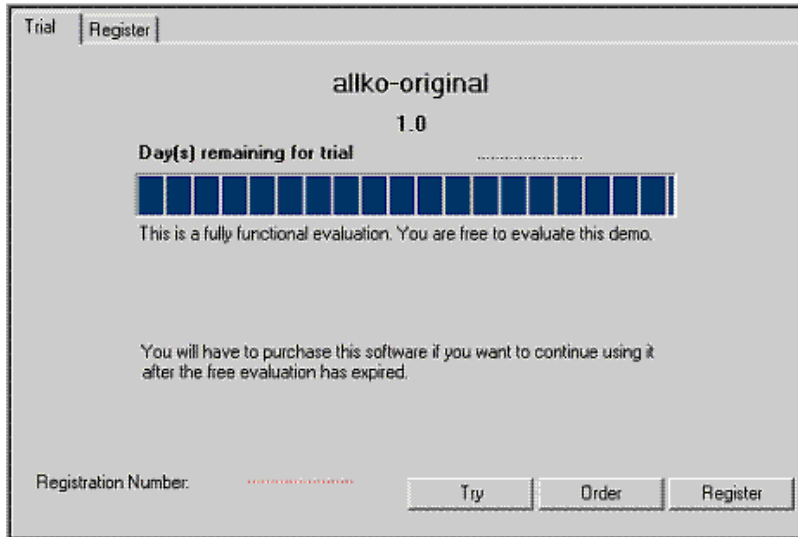 Trial Register
allko-original
1.0
Day(s) remaining for trial
This is a fully functional evaluation. You are free to evaluate this demo.
You will have to purchase this software if you want to continue using it
after the free evaluation has expired.
Registration Number:
Try Order Register